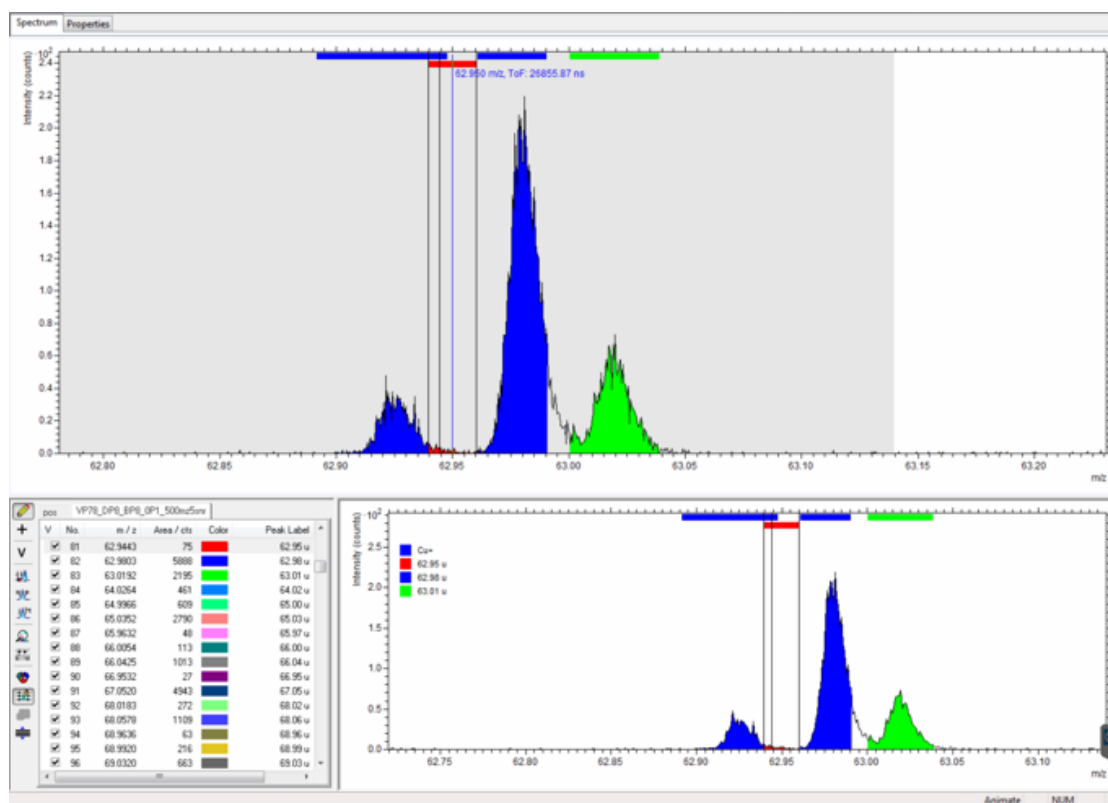 Spectrum Properties
·10²
Intensity (counts)
2.4
2.2
2.0
1.8
1.6
1.4
1.2
1.0
0.8
0.6
0.4
0.2
0.0
62.950 m/z, ToF: 26855.87 ns
62.80 62.85 62.90 62.95 63.00 63.05 63.10 63.15 63.20
m/z
pos VP78_DP8_BP8_0P1_500mz5snr
V No. m / z Area / cts Color Peak Label
81 62.9443 75 62.95 u
82 62.9803 5888 62.98 u
83 63.0192 2195 63.01 u
84 64.0264 461 64.02 u
85 64.9966 609 65.00 u
86 65.0352 2790 65.03 u
87 65.9632 48 65.97 u
88 66.0054 113 66.00 u
89 66.0425 1013 66.04 u
90 66.9532 27 66.95 u
91 67.0520 4943 67.05 u
92 68.0183 272 68.02 u
93 68.0578 1109 68.06 u
94 68.9636 63 68.96 u
95 68.9920 216 68.99 u
96 69.0320 663 69.03 u
V
·10²
Intensity (counts)
2.5
2.0
1.5
1.0
0.5
0.0
Cu+
62.95 u
62.98 u
63.01 u
62.75 62.80 62.85 62.90 62.95 63.00 63.05 63.10
m/z
Animate NUM